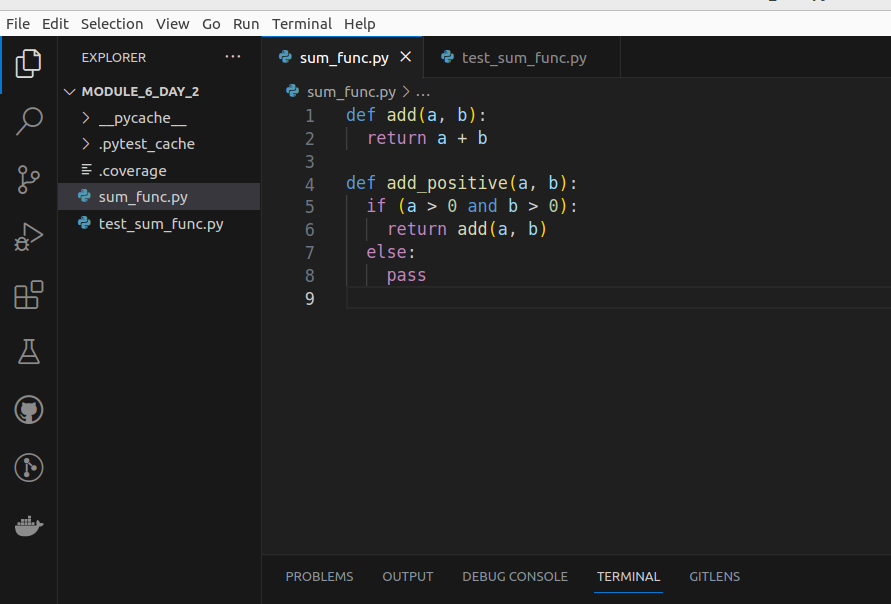 File Edit Selection View Go Run Terminal Help
EXPLORER ...
MODULE_6_DAY_2
__pycache__
.pytest_cache
.coverage
sum_func.py
test_sum_func.py
sum_func.py test_sum_func.py
sum_func.py > ...
1 def add(a, b):
2   return a + b
3
4 def add_positive(a, b):
5   if (a > 0 and b > 0):
6     return add(a, b)
7   else:
8     pass
9
PROBLEMS OUTPUT DEBUG CONSOLE TERMINAL GITLENS